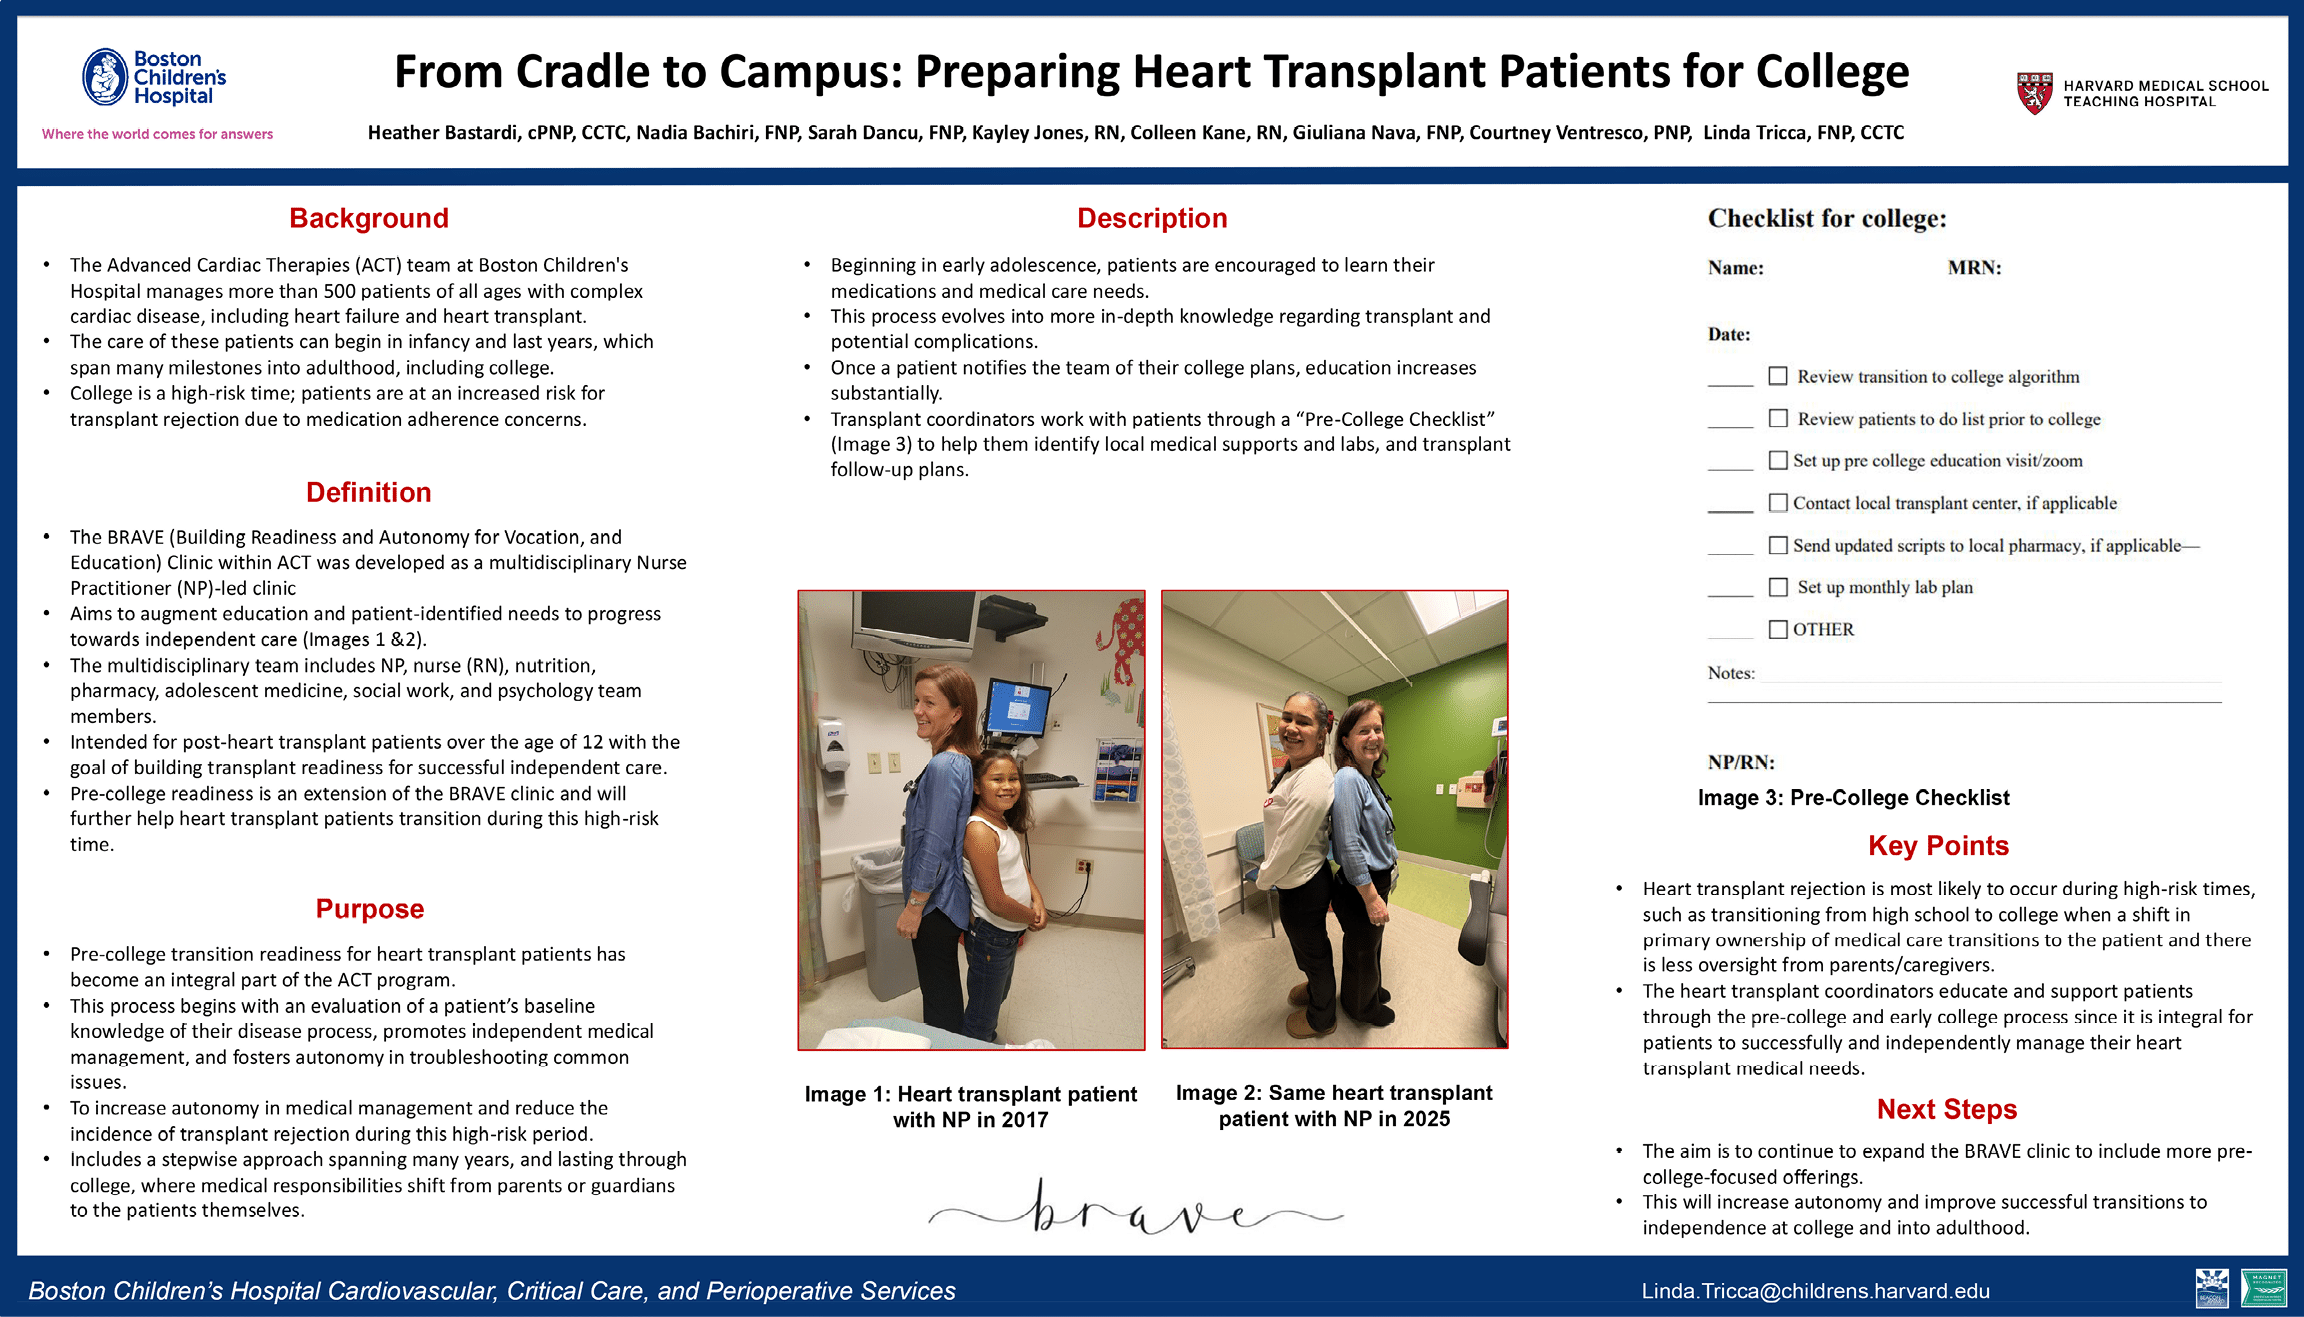 Boston
Children's
Hospital
Where the world comes for answers
From Cradle to Campus: Preparing Heart Transplant Patients for College
Heather Bastardi, cPNP, CCTC, Nadia Bachiri, FNP, Sarah Dancu, FNP, Kayley Jones, RN, Colleen Kane, RN, Giuliana Nava, FNP, Courtney Ventresco, PNP,  Linda Tricca, FNP, CCTC
HARVARD MEDICAL SCHOOL
TEACHING HOSPITAL
Background
• The Advanced Cardiac Therapies (ACT) team at Boston Children's
Hospital manages more than 500 patients of all ages with complex
cardiac disease, including heart failure and heart transplant.
• The care of these patients can begin in infancy and last years, which
span many milestones into adulthood, including college.
• College is a high-risk time; patients are at an increased risk for
transplant rejection due to medication adherence concerns.
Definition
• The BRAVE (Building Readiness and Autonomy for Vocation, and
Education) Clinic within ACT was developed as a multidisciplinary Nurse
Practitioner (NP)-led clinic
• Aims to augment education and patient-identified needs to progress
towards independent care (Images 1 &2).
• The multidisciplinary team includes NP, nurse (RN), nutrition,
pharmacy, adolescent medicine, social work, and psychology team
members.
• Intended for post-heart transplant patients over the age of 12 with the
goal of building transplant readiness for successful independent care.
• Pre-college readiness is an extension of the BRAVE clinic and will
further help heart transplant patients transition during this high-risk
time.
Purpose
• Pre-college transition readiness for heart transplant patients has
become an integral part of the ACT program.
• This process begins with an evaluation of a patient’s baseline
knowledge of their disease process, promotes independent medical
management, and fosters autonomy in troubleshooting common
issues.
• To increase autonomy in medical management and reduce the
incidence of transplant rejection during this high-risk period.
• Includes a stepwise approach spanning many years, and lasting through
college, where medical responsibilities shift from parents or guardians
to the patients themselves.
Description
• Beginning in early adolescence, patients are encouraged to learn their
medications and medical care needs.
• This process evolves into more in-depth knowledge regarding transplant and
potential complications.
• Once a patient notifies the team of their college plans, education increases
substantially.
• Transplant coordinators work with patients through a “Pre-College Checklist”
(Image 3) to help them identify local medical supports and labs, and transplant
follow-up plans.
Image 1: Heart transplant patient
with NP in 2017
Image 2: Same heart transplant
patient with NP in 2025
brave
Checklist for college:
Name: MRN:
Date:
Review transition to college algorithm
Review patients to do list prior to college
Set up pre college education visit/zoom
Contact local transplant center, if applicable
Send updated scripts to local pharmacy, if applicable—
Set up monthly lab plan
OTHER
Notes:
NP/RN:
Image 3: Pre-College Checklist
Key Points
• Heart transplant rejection is most likely to occur during high-risk times,
such as transitioning from high school to college when a shift in
primary ownership of medical care transitions to the patient and there
is less oversight from parents/caregivers.
• The heart transplant coordinators educate and support patients
through the pre-college and early college process since it is integral for
patients to successfully and independently manage their heart
transplant medical needs.
Next Steps
• The aim is to continue to expand the BRAVE clinic to include more pre-
college-focused offerings.
• This will increase autonomy and improve successful transitions to
independence at college and into adulthood.
Boston Children’s Hospital Cardiovascular, Critical Care, and Perioperative Services
Linda.Tricca@childrens.harvard.edu
BEACON
MAGNET
RECOGNIZED